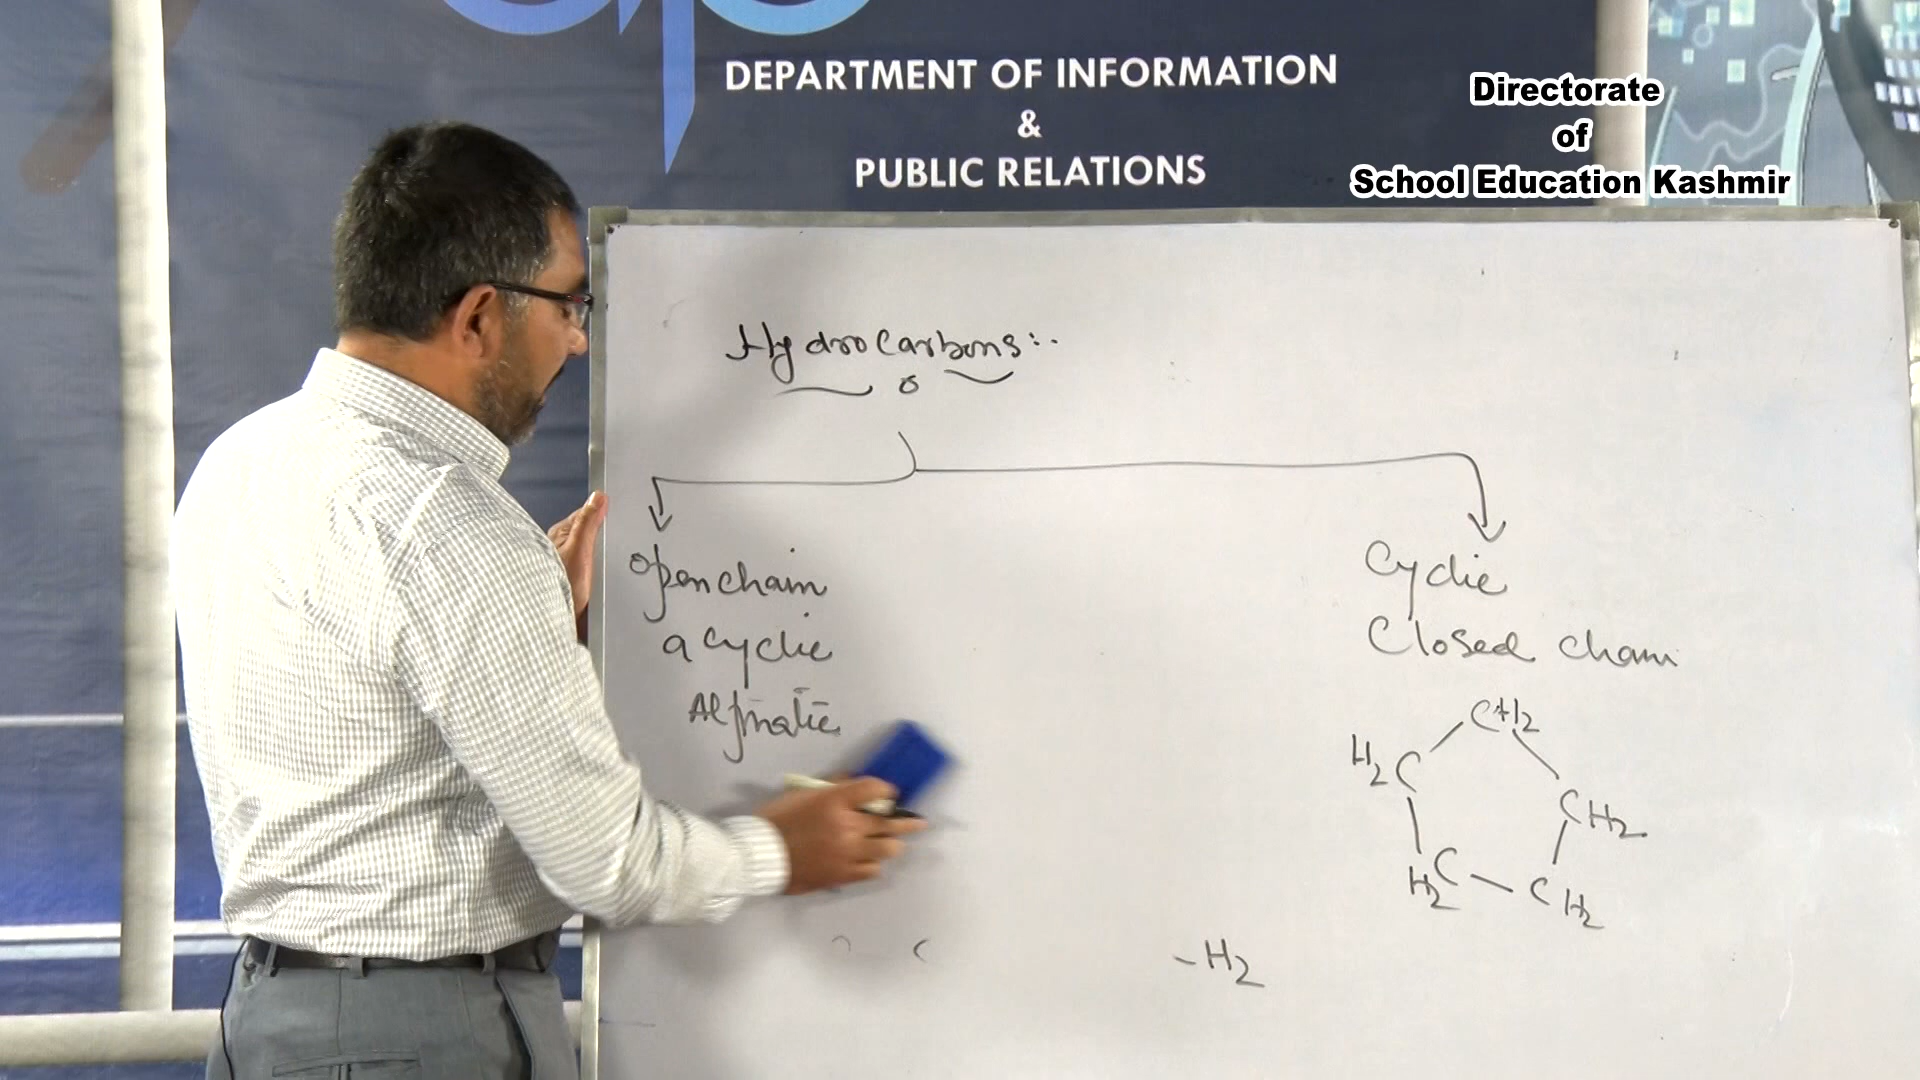 DEPARTMENT OF INFORMATION
&
PUBLIC RELATIONS
Directorate
of
School Education Kashmir
Hydrocarbons:.
Open chain
acyclic
Cyclic
Closed chain
CH2
H2C
CH2
H2C
CH2
-H2